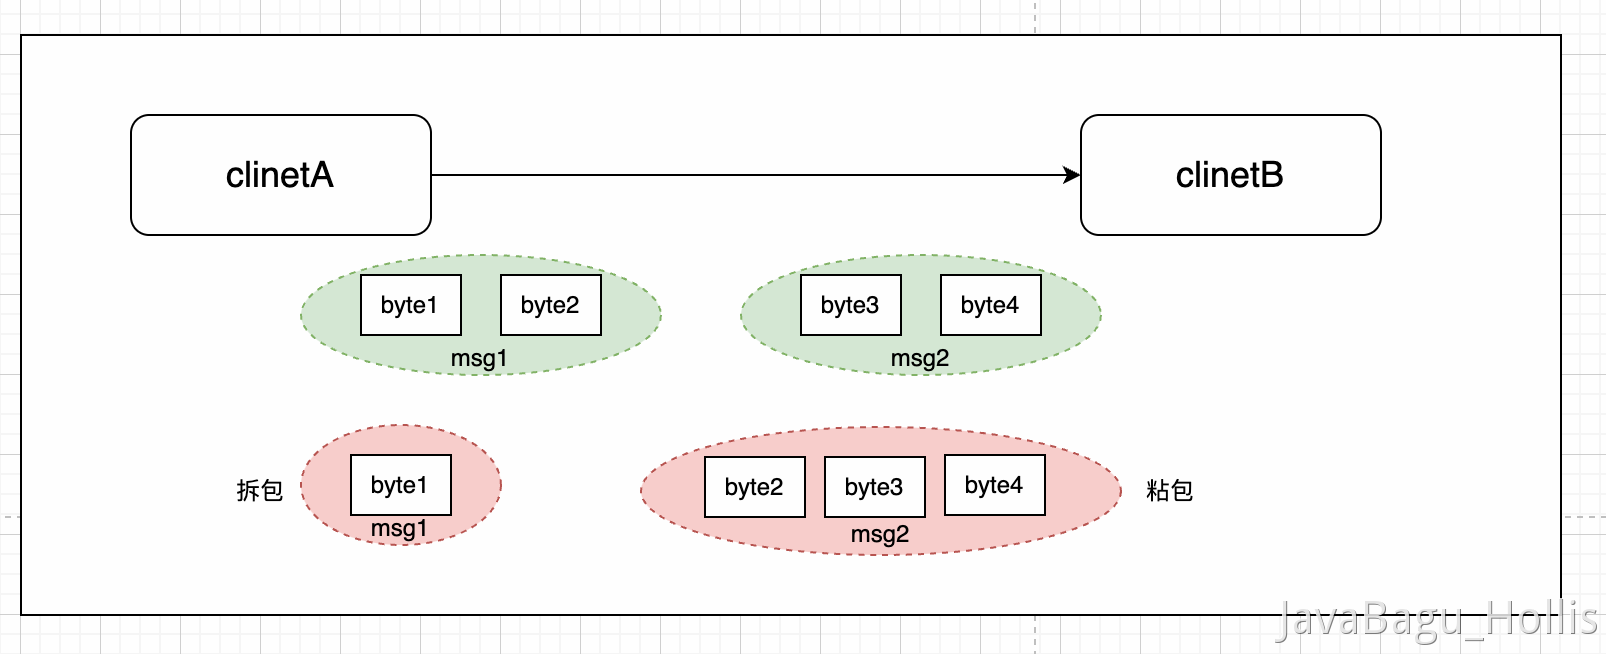 clinetA
clinetB
byte1 byte2
msg1
byte3 byte4
msg2
拆包
byte1
msg1
byte2 byte3 byte4
msg2
粘包
JavaBagu_Hollis